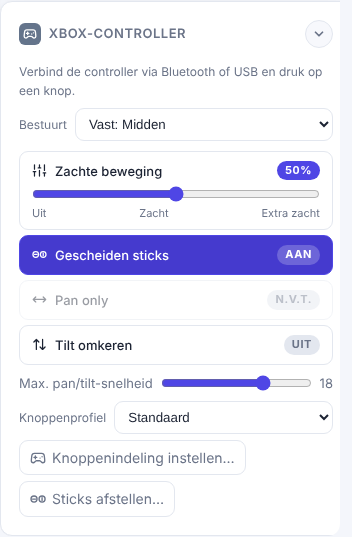 XBOX-CONTROLLER
Verbind de controller via Bluetooth of USB en druk op
een knop.
Bestuurt Vast: Midden
Zachte beweging 50%
Uit Zacht Extra zacht
Gescheiden sticks AAN
Pan only N.V.T.
Tilt omkeren UIT
Max. pan/tilt-snelheid 18
Knoppenprofiel Standaard
Knoppenindeling instellen...
Sticks afstellen...